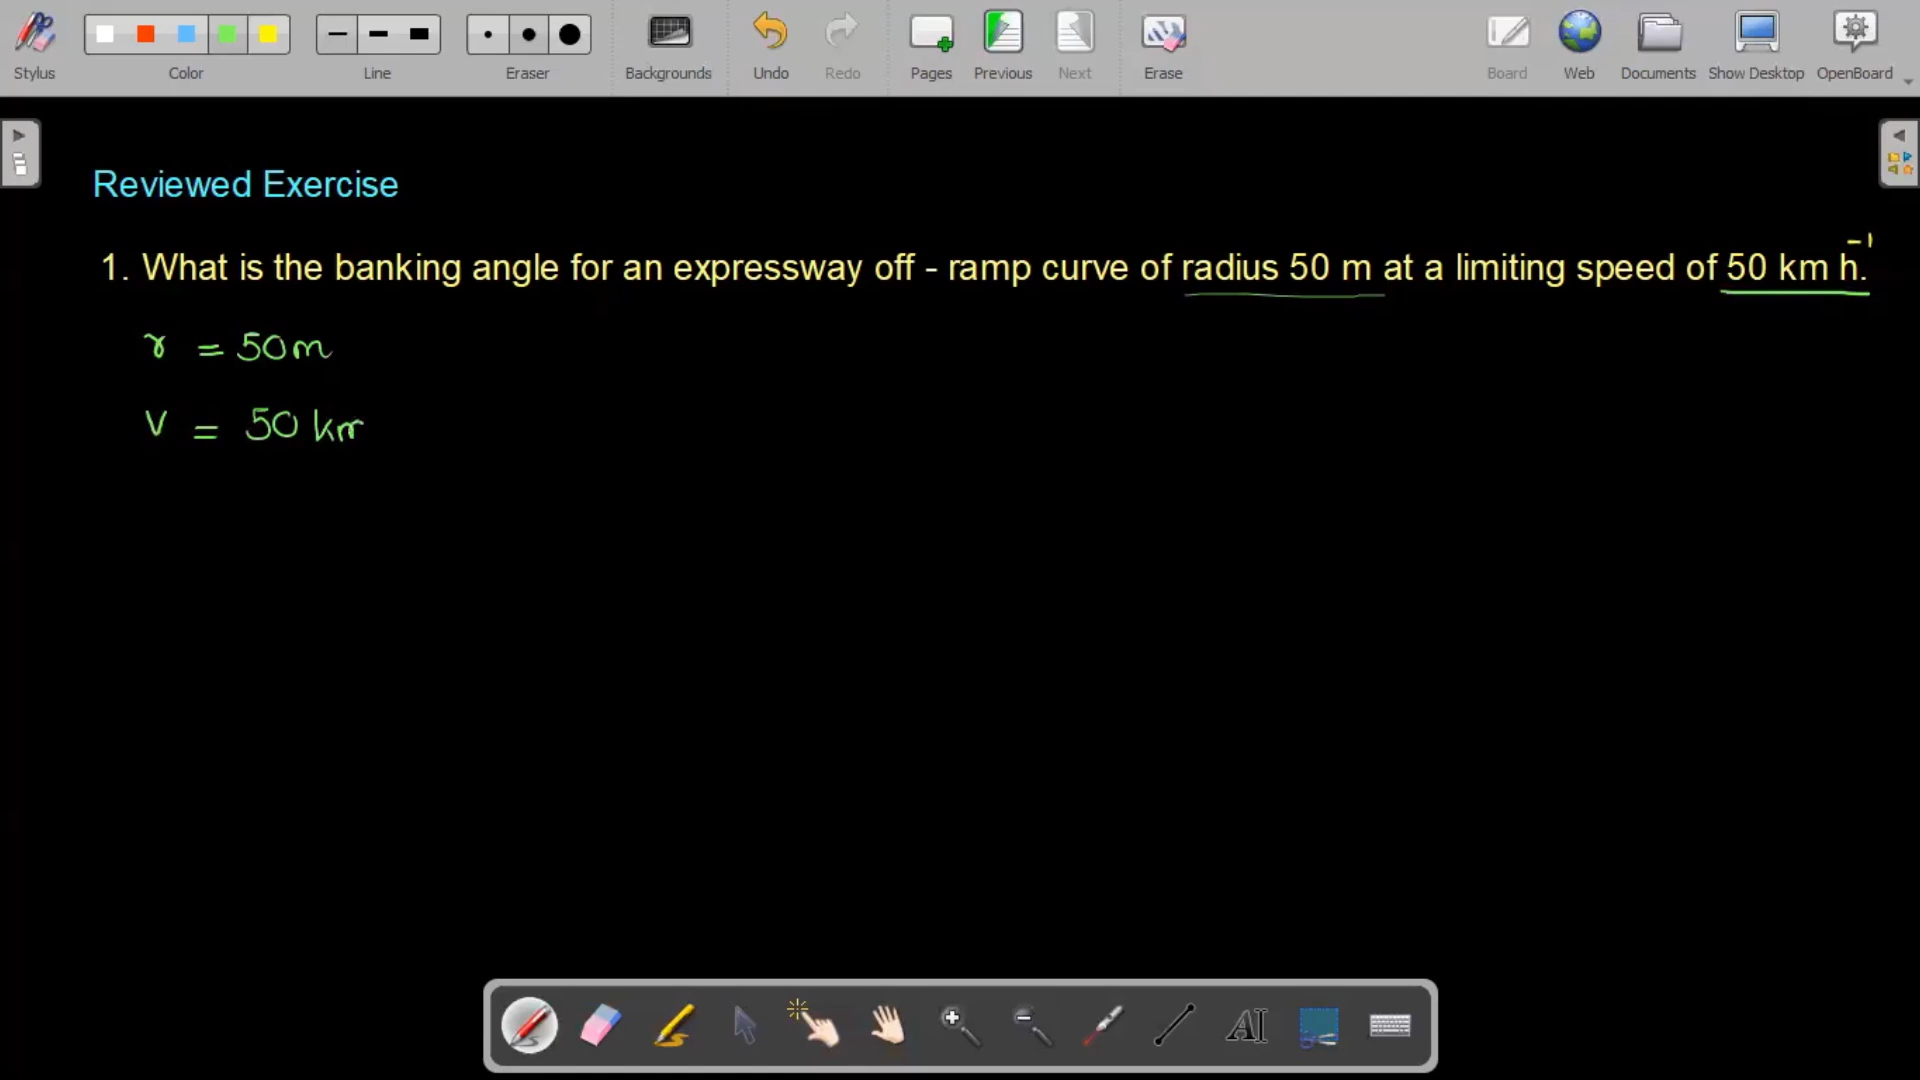 Stylus Color Line Eraser Backgrounds Undo Redo Pages Previous Next Erase Board Web Documents Show Desktop OpenBoard
Reviewed Exercise
1. What is the banking angle for an expressway off - ramp curve of radius 50 m at a limiting speed of 50 km h⁻¹.
r = 50m
v = 50 km
AI